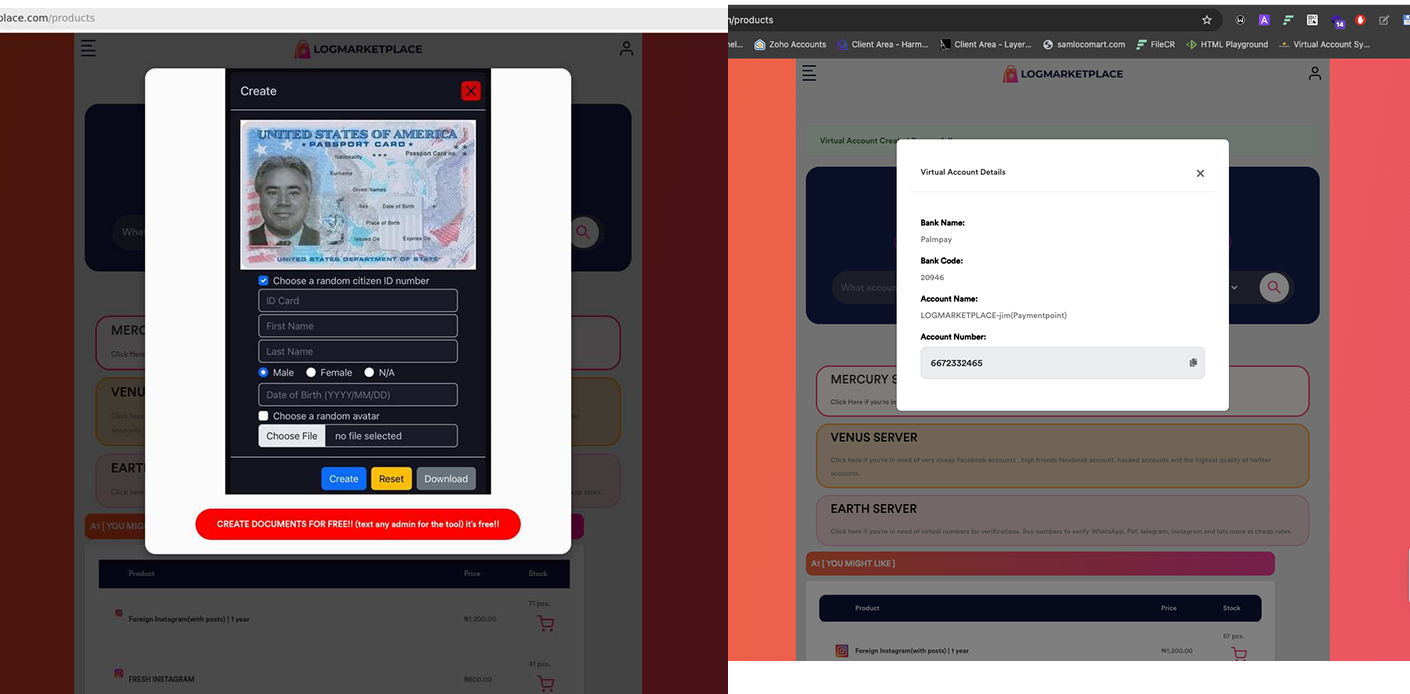 place.com/products
LOGMARKETPLACE
Create
UNITED STATES OF AMERICA
PASSPORT CARD
Nationality
Passport Card no.
Surname
Given Names
Sex
Date of Birth
Place of Birth
Issued On
Expires On
UNITED STATES DEPARTMENT OF STATE
Choose a random citizen ID number
ID Card
First Name
Last Name
Male
Female
N/A
Date of Birth (YYYY/MM/DD)
Choose a random avatar
Choose File
no file selected
Create
Reset
Download
CREATE DOCUMENTS FOR FREE!! (text any admin for the tool) it's free!!
What
MERC
Click Here
VENU
EARTH
A1 [ YOU MIG
Product
Price
Stock
71 pcs.
Foreign Instagram(with posts) | 1 year
₦1,200.00
41 pcs.
FRESH INSTAGRAM
₦600.00
n/products
14
nel...
Zoho Accounts
Client Area - Harm...
Client Area - Layer...
samlocomart.com
FileCR
HTML Playground
Virtual Account Sy...
LOGMARKETPLACE
Virtual Account Crea
Virtual Account Details
Bank Name:
Palmpay
Bank Code:
20946
Account Name:
LOGMARKETPLACE-jim(Paymentpoint)
Account Number:
6672332465
What accoun
MERCURY S
Click Here if you're in
VENUS SERVER
Click here if you're in need of very cheap Facebook accounts , high friends facebook account, hacked accounts and the highest quality of twitter
accounts.
EARTH SERVER
Click here if you're in need of virtual numbers for verifications. Buy numbers to verify WhatsApp, Pof, telegram, Instagram and lots more at cheap rates.
A1 [ YOU MIGHT LIKE ]
Product
Price
Stock
57 pcs.
Foreign Instagram(with posts) | 1 year
₦1,200.00